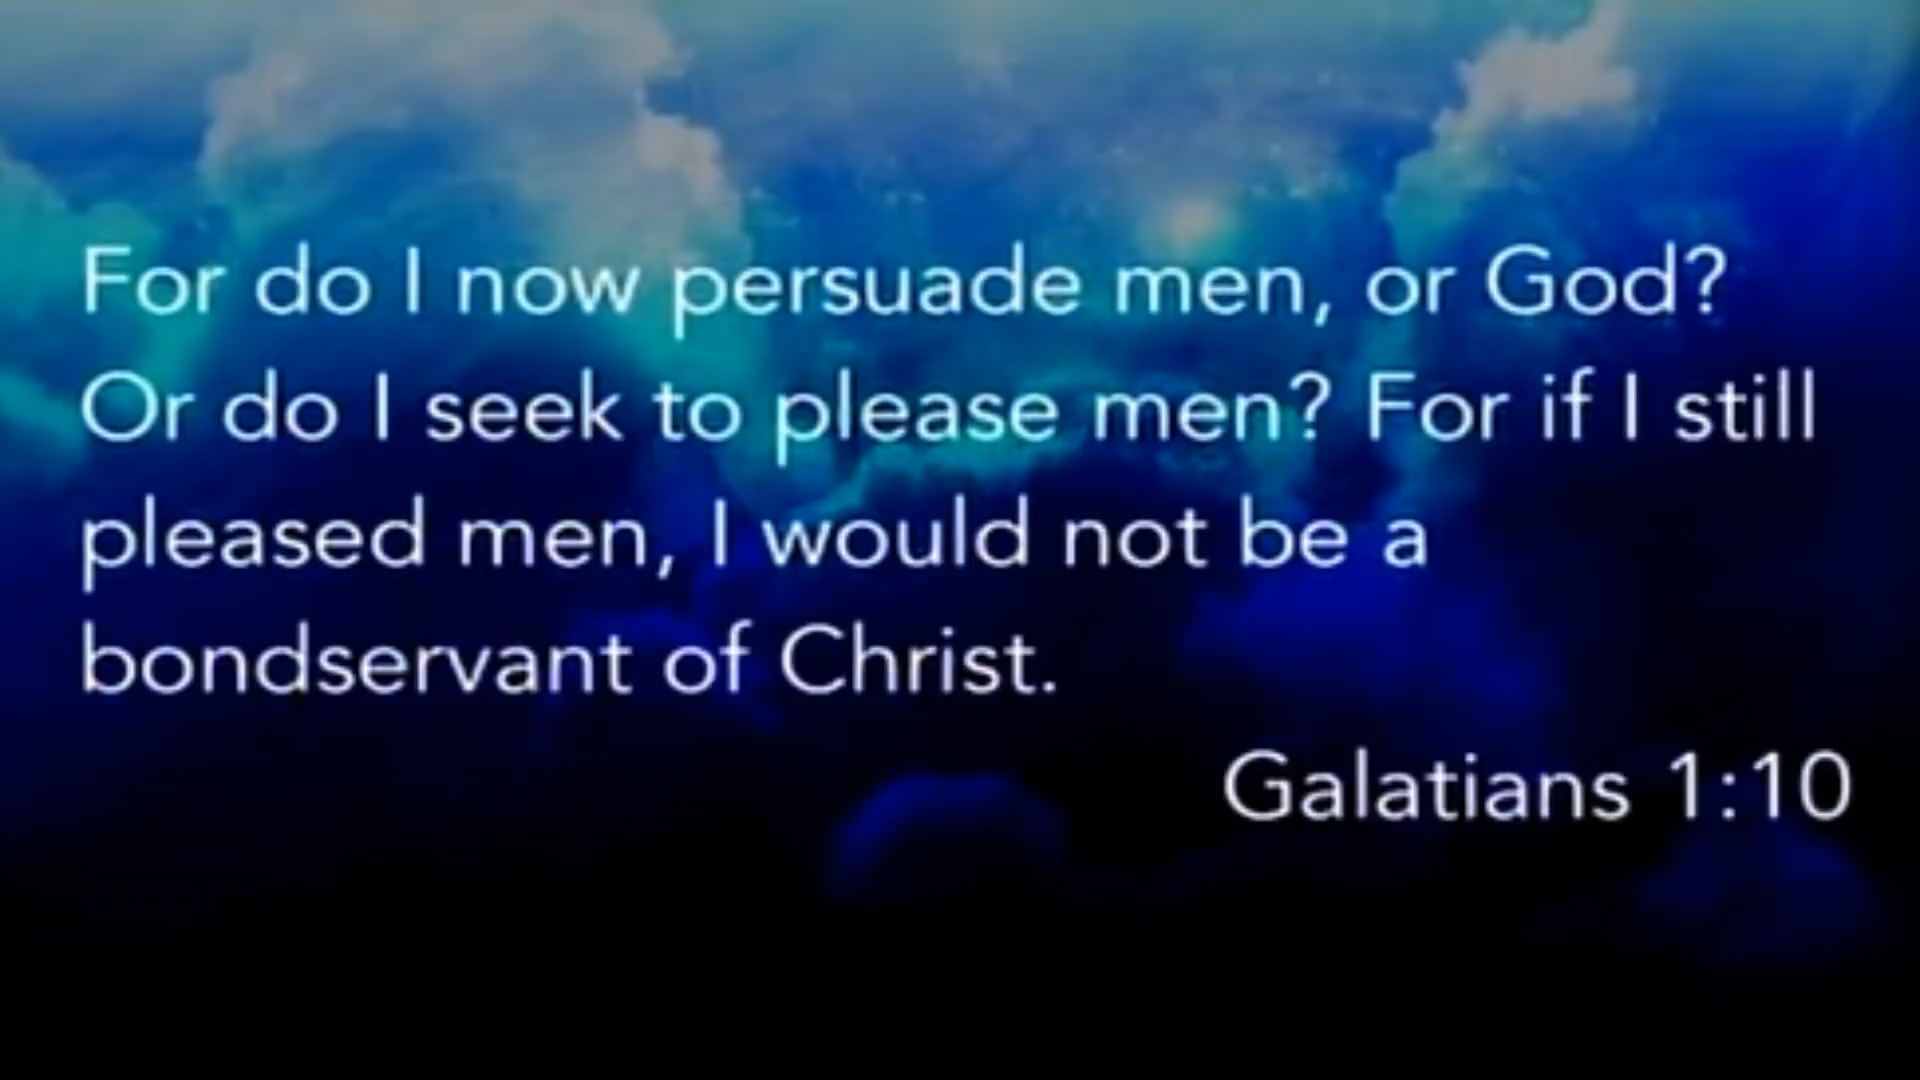 For do I now persuade men, or God?
Or do I seek to please men? For if I still
pleased men, I would not be a
bondservant of Christ.
Galatians 1:10